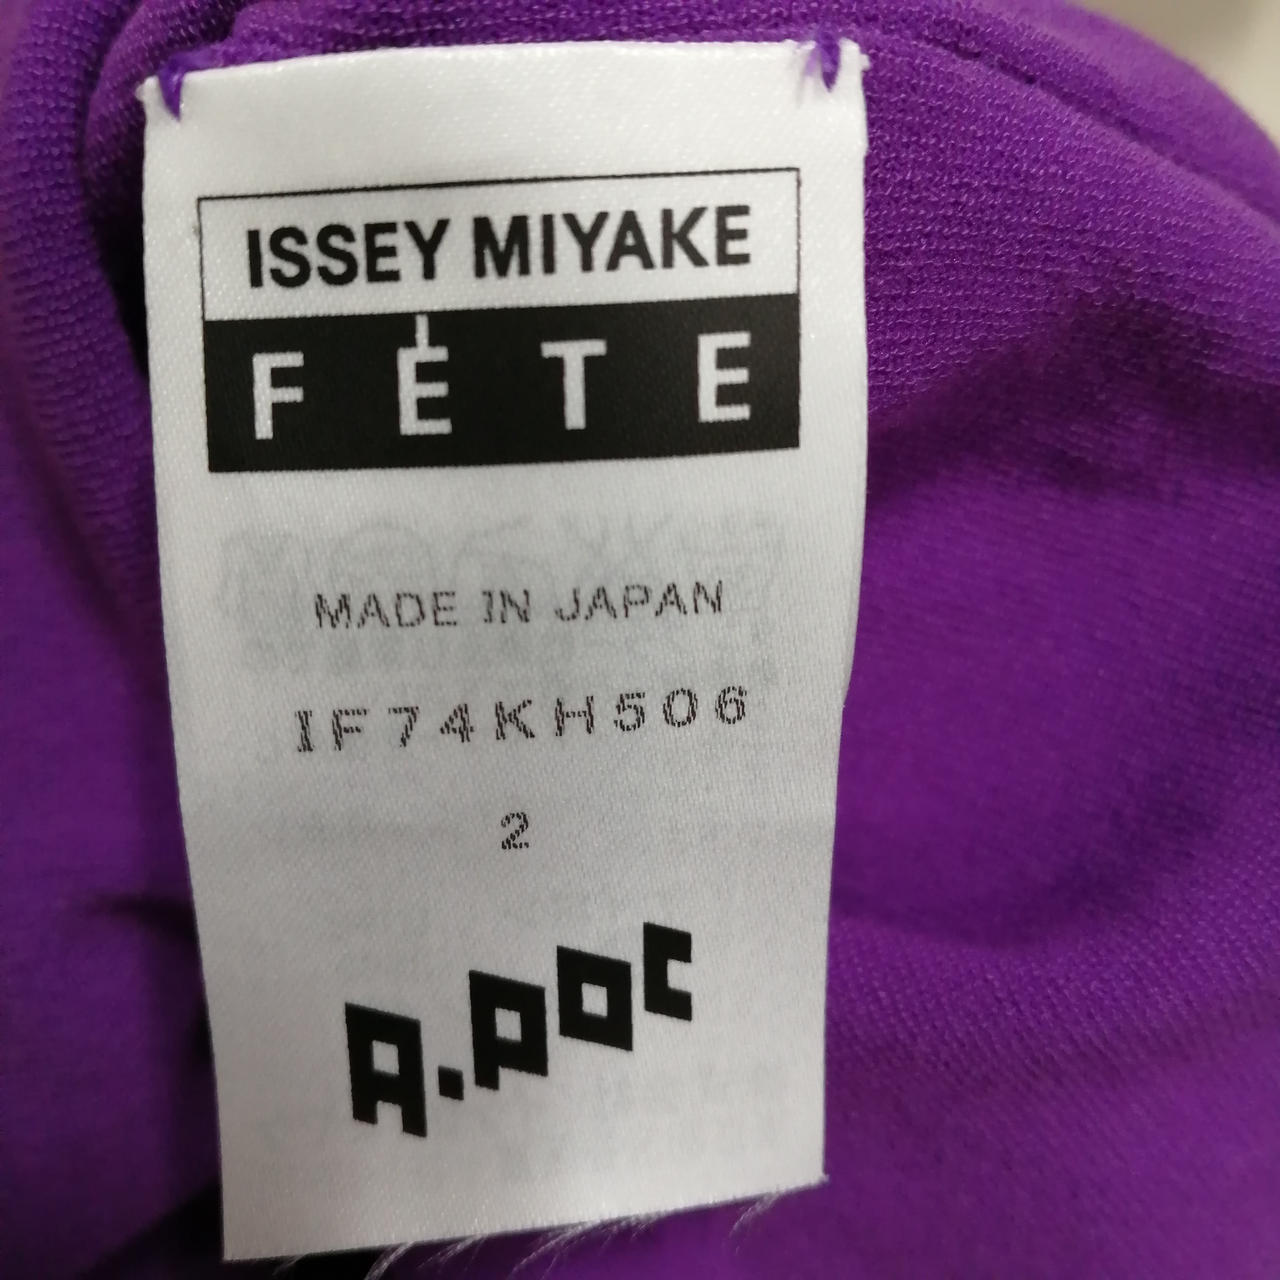 ISSEY MIYAKE
FÊTE
MADE IN JAPAN
IF74KH506
2
A.POC